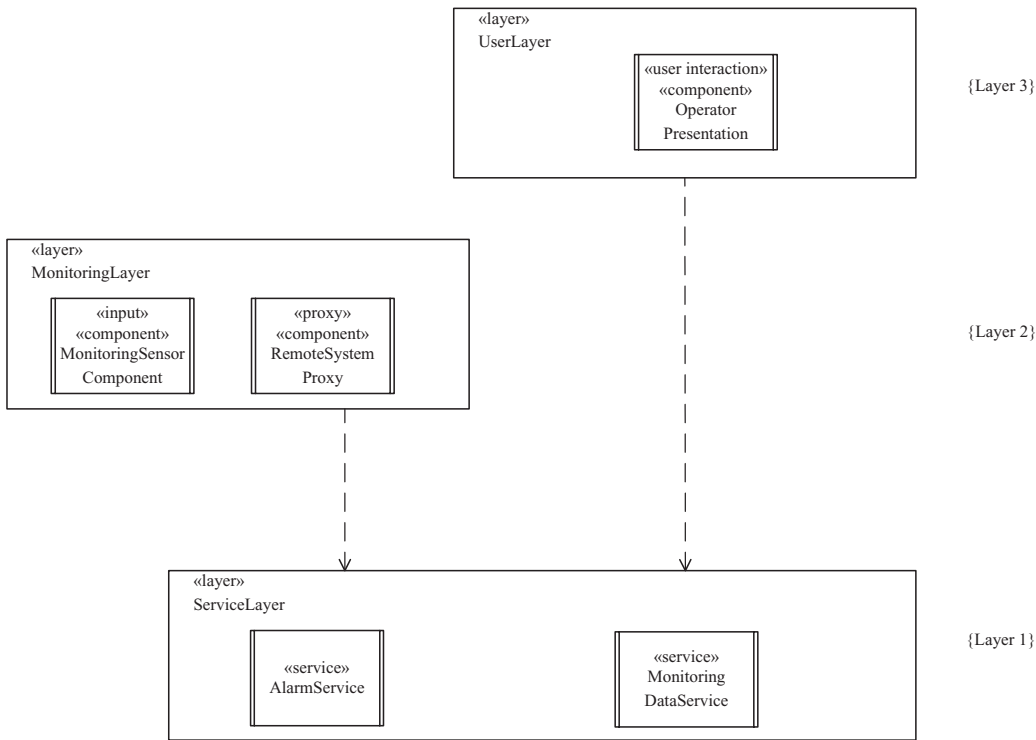 «layer»
UserLayer
«user interaction»
«component»
Operator
Presentation
{Layer 3}
«layer»
MonitoringLayer
«input»
«component»
MonitoringSensor
Component
«proxy»
«component»
RemoteSystem
Proxy
{Layer 2}
«layer»
ServiceLayer
«service»
AlarmService
«service»
Monitoring
DataService
{Layer 1}